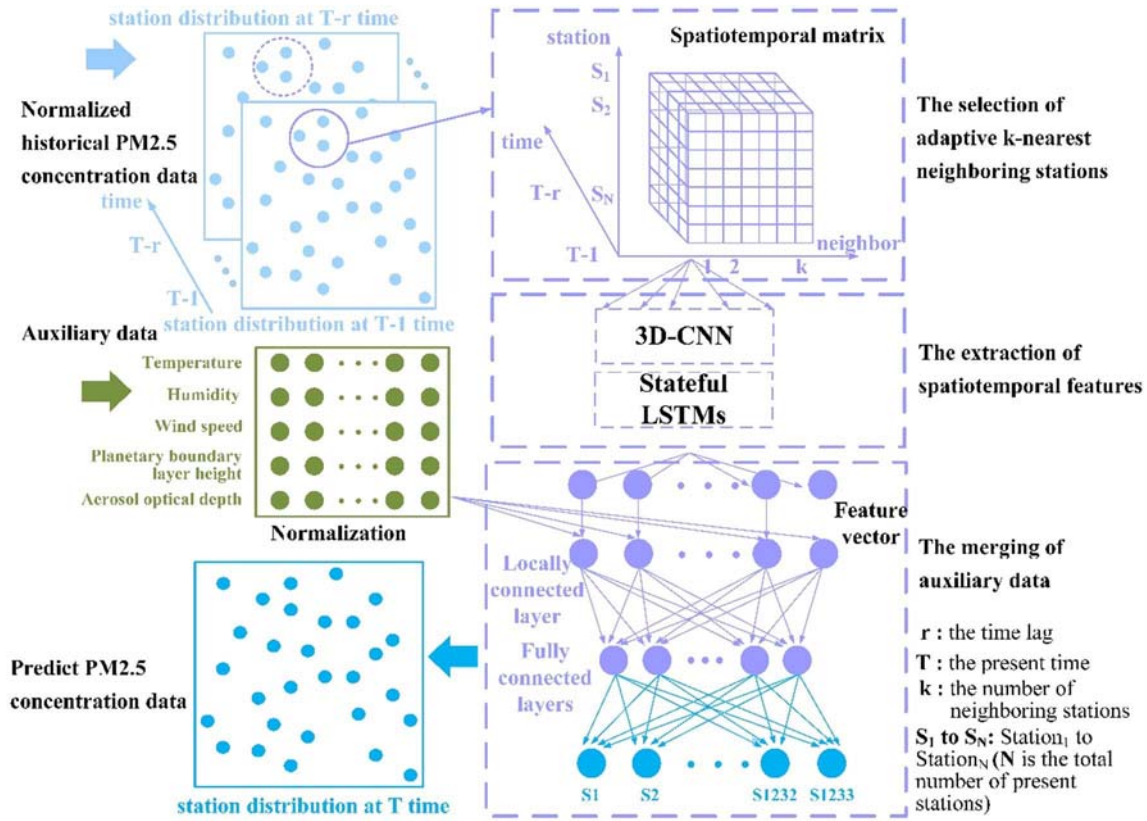 station distribution at T-r time
Normalized
historical PM2.5
concentration data
time
T-r
T-1
station distribution at T-1 time
station
Spatiotemporal matrix
S1
S2
time
T-r
SN
T-1
neighbor
1 2 k
The selection of
adaptive k-nearest
neighboring stations
3D-CNN
Stateful
LSTMs
The extraction of
spatiotemporal features
Auxiliary data
Temperature
Humidity
Wind speed
Planetary boundary
layer height
Aerosol optical depth
Normalization
Feature
vector
Locally
connected
layer
Fully
connected
layers
S1 S2 S1232 S1233
The merging of
auxiliary data
r : the time lag
T : the present time
k : the number of
neighboring stations
S1 to SN: Station1 to
StationN (N is the total
number of present
stations)
Predict PM2.5
concentration data
station distribution at T time